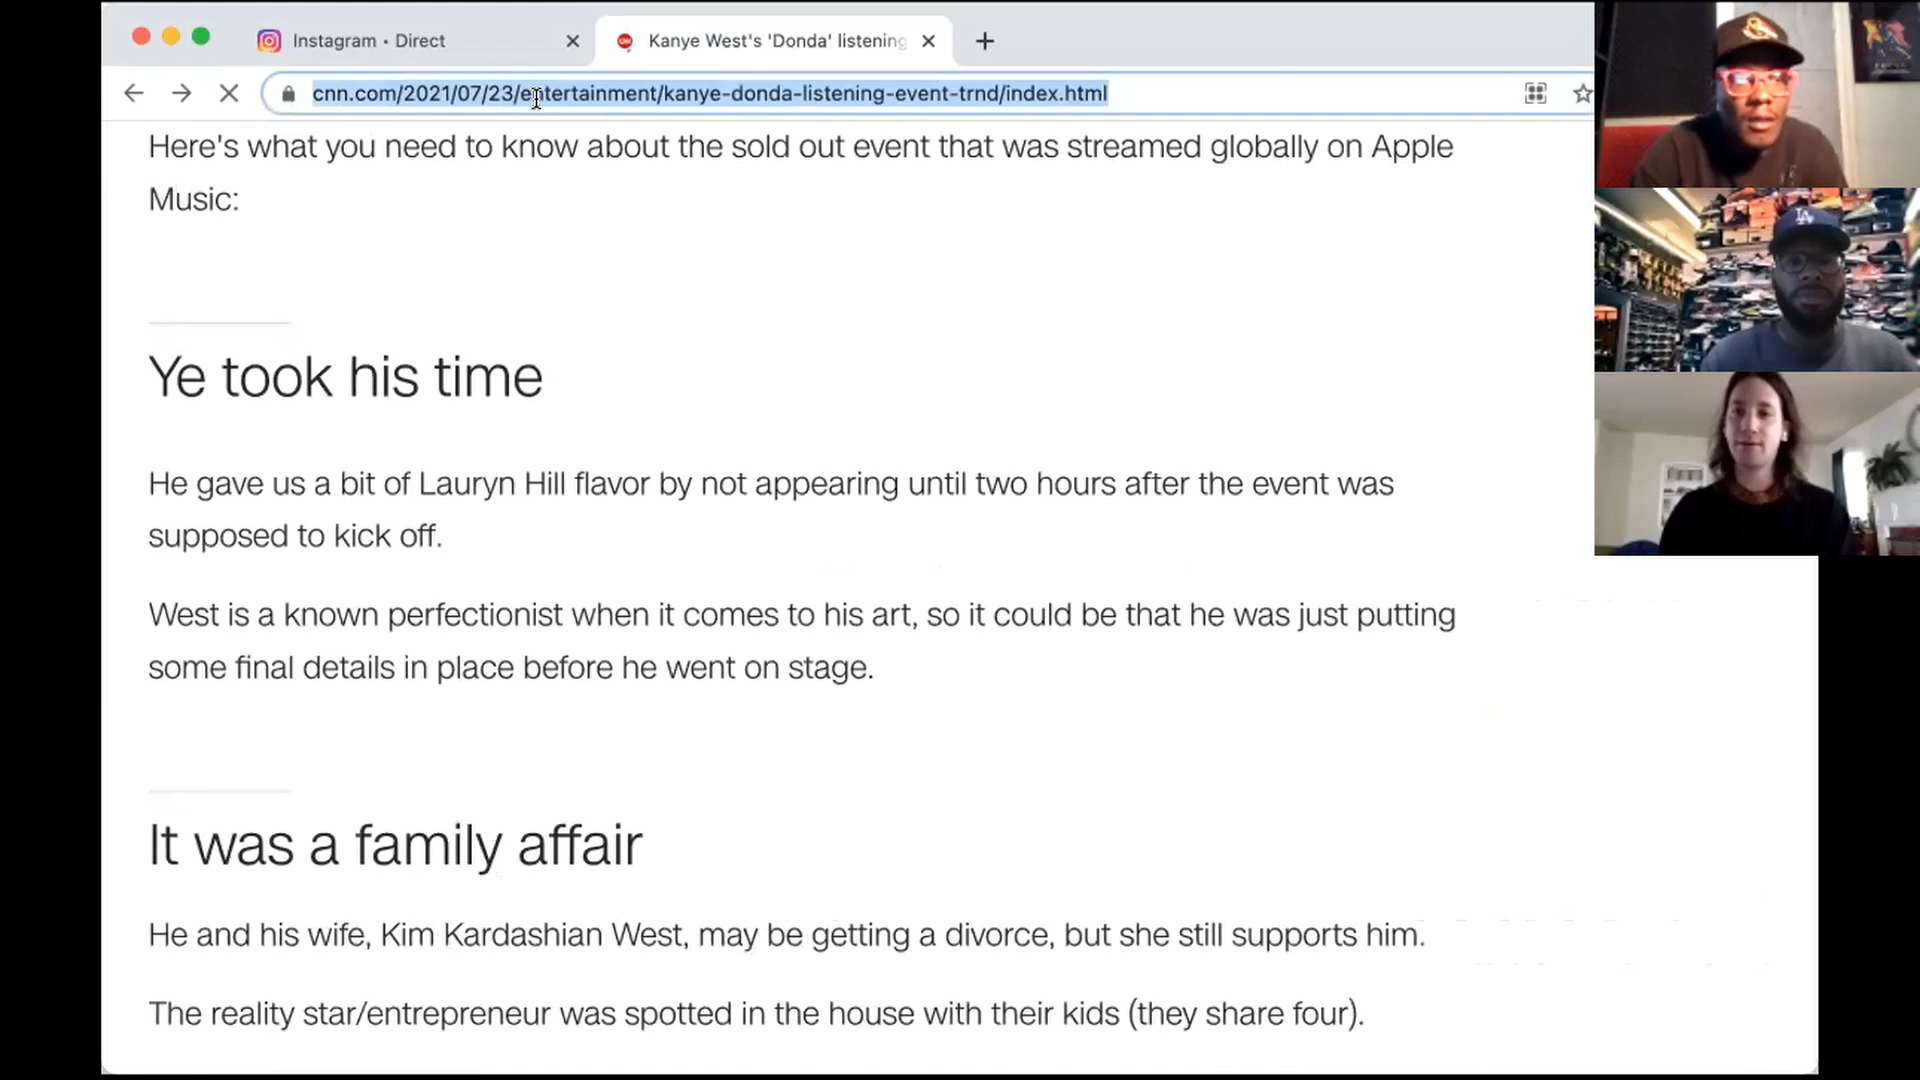 Instagram • Direct
Kanye West's 'Donda' listening
cnn.com/2021/07/23/entertainment/kanye-donda-listening-event-trnd/index.html
Here's what you need to know about the sold out event that was streamed globally on Apple
Music:
Ye took his time
He gave us a bit of Lauryn Hill flavor by not appearing until two hours after the event was
supposed to kick off.
West is a known perfectionist when it comes to his art, so it could be that he was just putting
some final details in place before he went on stage.
It was a family affair
He and his wife, Kim Kardashian West, may be getting a divorce, but she still supports him.
The reality star/entrepreneur was spotted in the house with their kids (they share four).
LA